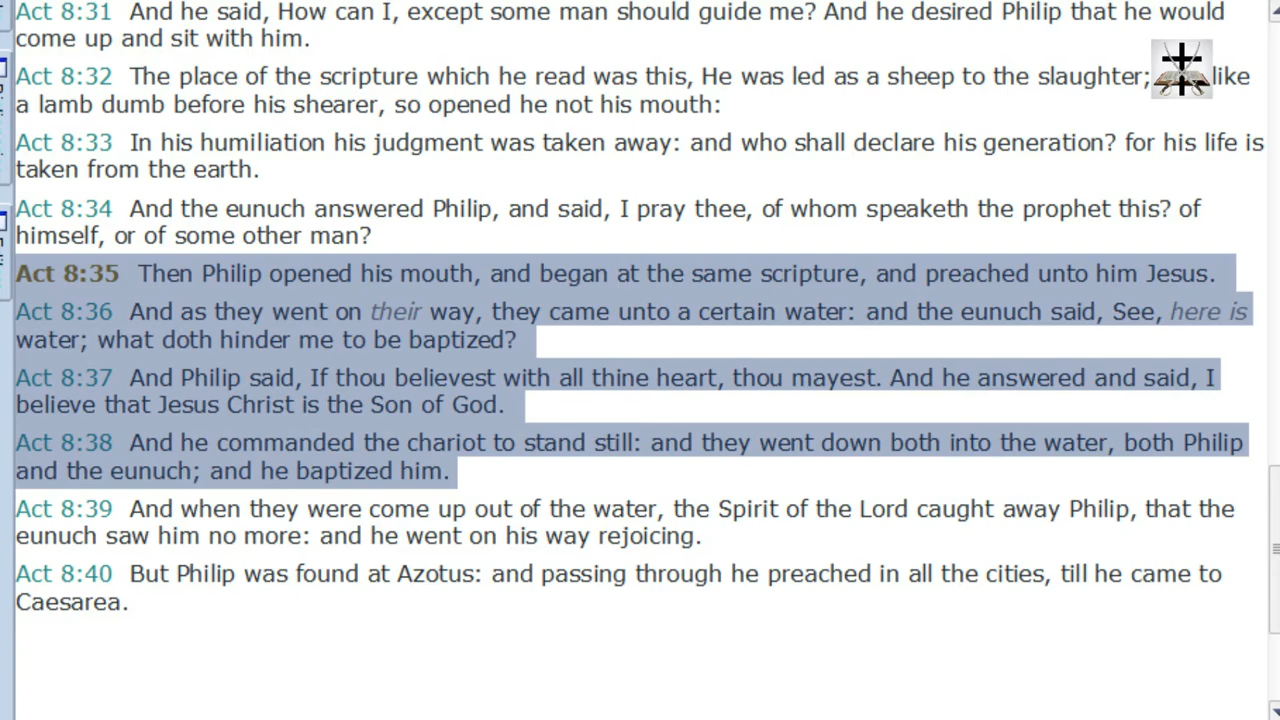 Act 8:31 And he said, How can I, except some man should guide me? And he desired Philip that he would
come up and sit with him.
Act 8:32 The place of the scripture which he read was this, He was led as a sheep to the slaughter; like
a lamb dumb before his shearer, so opened he not his mouth:
Act 8:33 In his humiliation his judgment was taken away: and who shall declare his generation? for his life is
taken from the earth.
Act 8:34 And the eunuch answered Philip, and said, I pray thee, of whom speaketh the prophet this? of
himself, or of some other man?
Act 8:35 Then Philip opened his mouth, and began at the same scripture, and preached unto him Jesus.
Act 8:36 And as they went on their way, they came unto a certain water: and the eunuch said, See, here is
water; what doth hinder me to be baptized?
Act 8:37 And Philip said, If thou believest with all thine heart, thou mayest. And he answered and said, I
believe that Jesus Christ is the Son of God.
Act 8:38 And he commanded the chariot to stand still: and they went down both into the water, both Philip
and the eunuch; and he baptized him.
Act 8:39 And when they were come up out of the water, the Spirit of the Lord caught away Philip, that the
eunuch saw him no more: and he went on his way rejoicing.
Act 8:40 But Philip was found at Azotus: and passing through he preached in all the cities, till he came to
Caesarea.